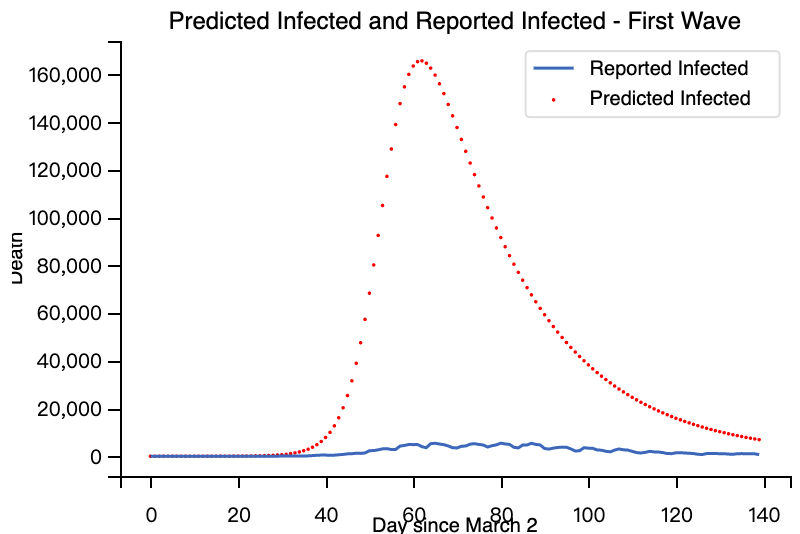 Predicted Infected and Reported Infected - First Wave
Reported Infected
Predicted Infected
160,000
140,000
120,000
100,000
80,000
60,000
40,000
20,000
0
Death
0 20 40 60 80 100 120 140
Day since March 2